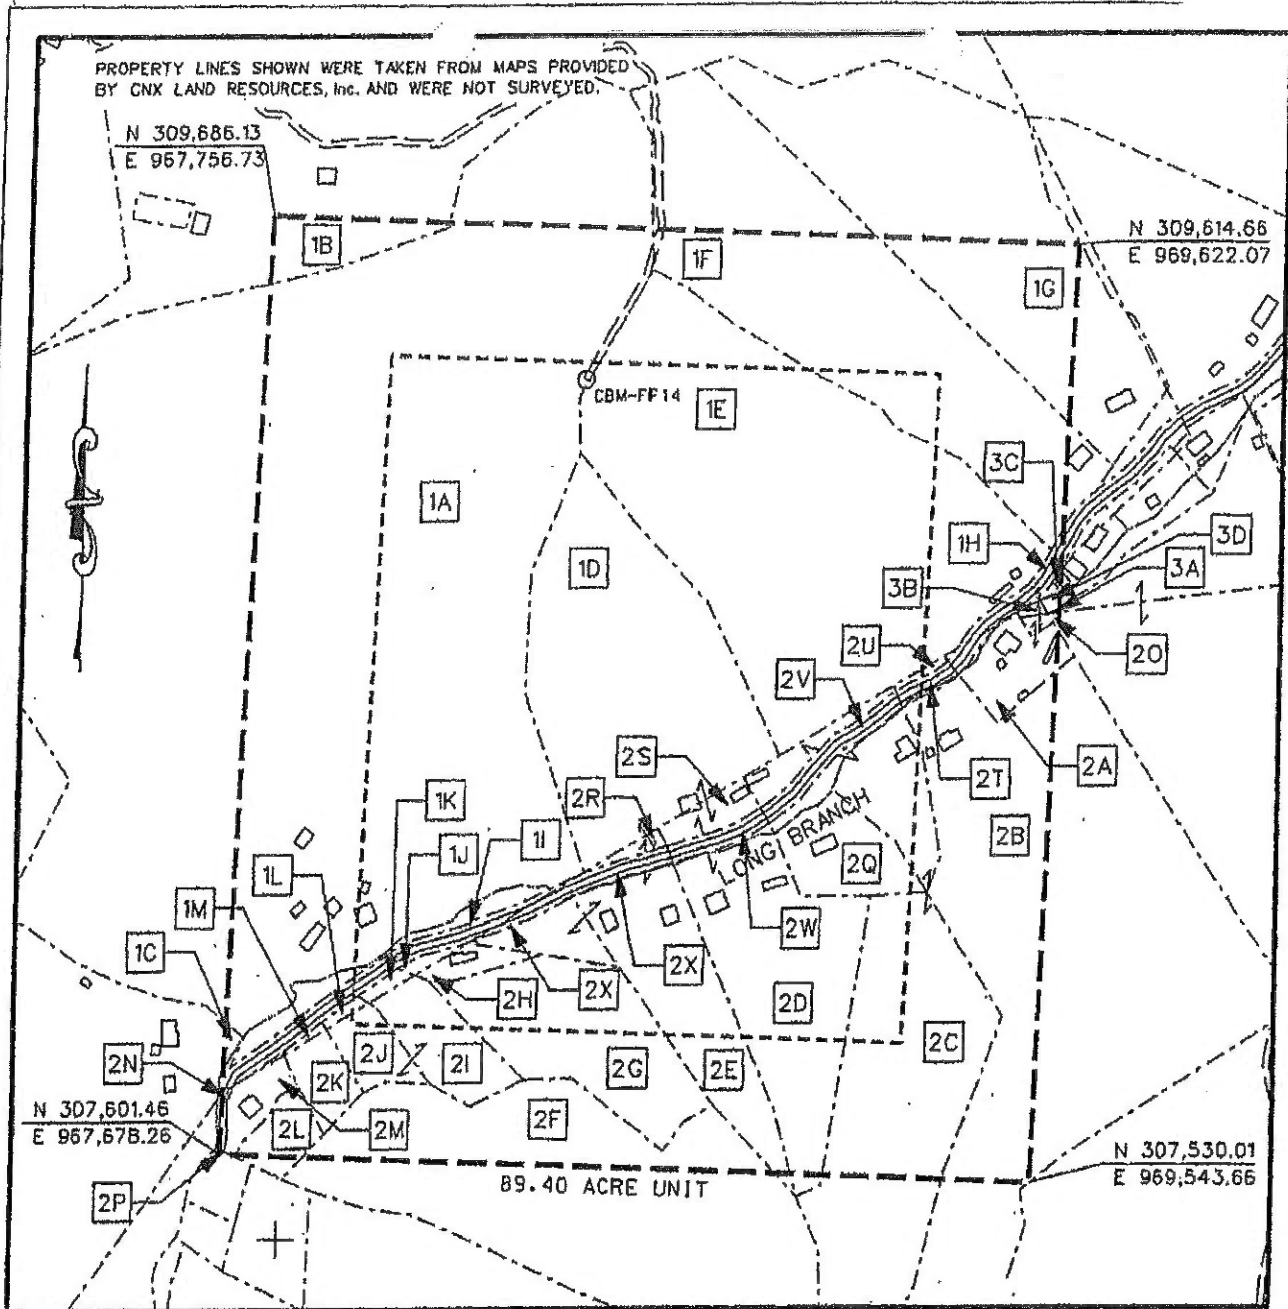 PROPERTY LINES SHOWN WERE TAKEN FROM MAPS PROVIDED
BY CNX LAND RESOURCES, Inc. AND WERE NOT SURVEYED.
N 309,686.13
E 967,756.73
N 309,614.66
E 969,622.07
1B
1F
1G
CBM-FF14
1E
1A
3C
1D
1H
3D
3A
3B
2U
2O
2V
2S
2T
2A
2R
1K
1I
LONG BRANCH
2B
1J
2Q
1L
1M
2W
1C
2X
2X
2H
2D
2J
2I
2C
2N
2K
2G
2E
N 307,601.46
E 967,678.26
2L
2M
2F
N 307,530.01
E 969,543.66
89.40 ACRE UNIT
2P